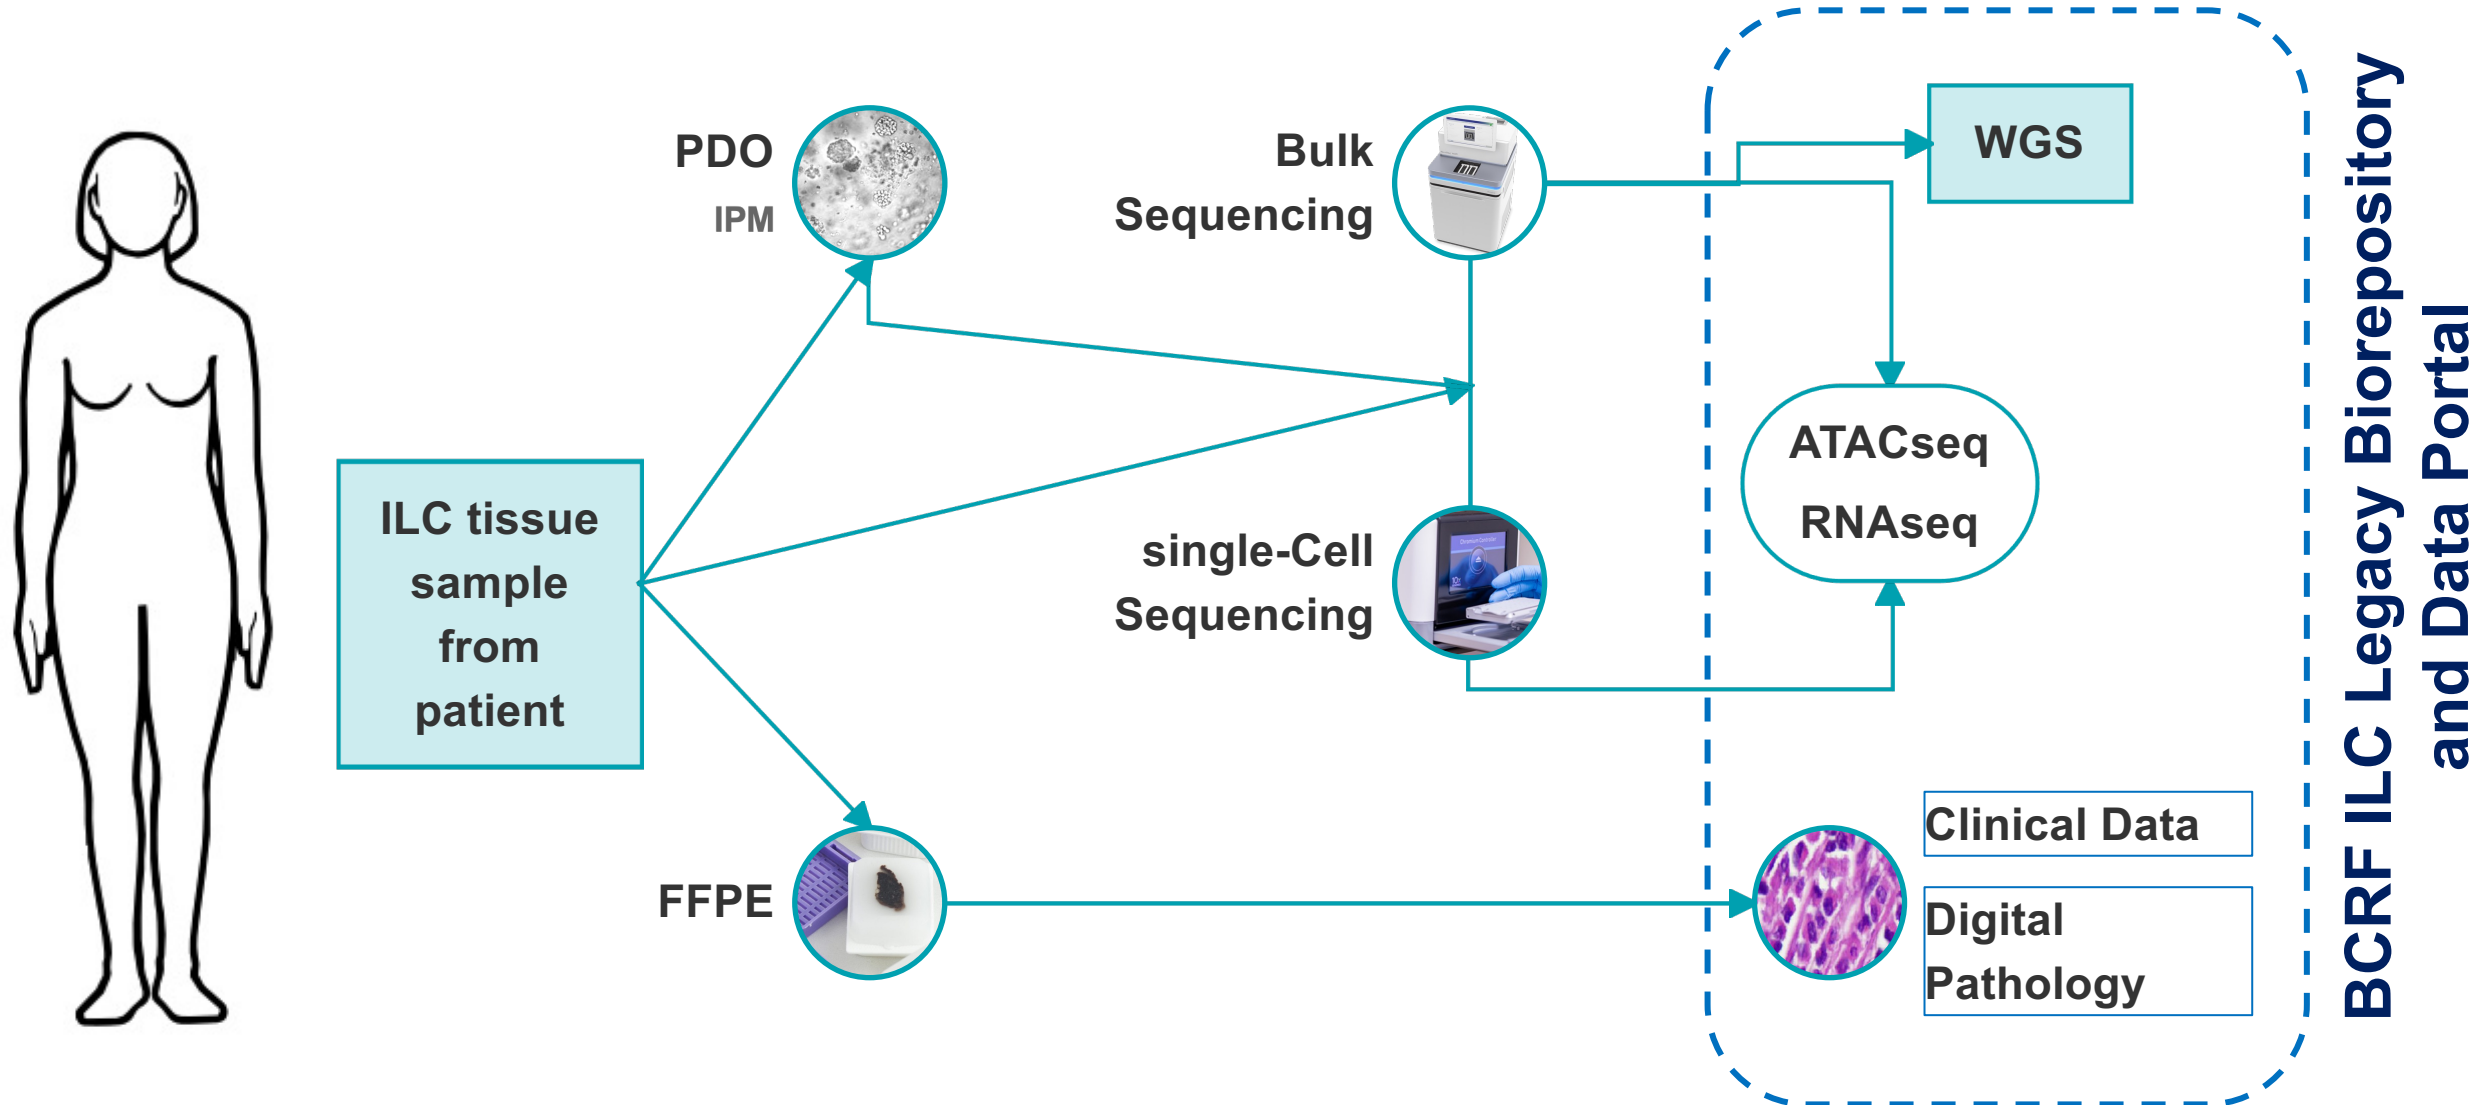 PDO
IPM
Bulk
Sequencing
WGS
ATACseq
RNAseq
ILC tissue
sample
from
patient
single-Cell
Sequencing
FFPE
Clinical Data
Digital
Pathology
BCRF ILC Legacy Biorepository
and Data Portal